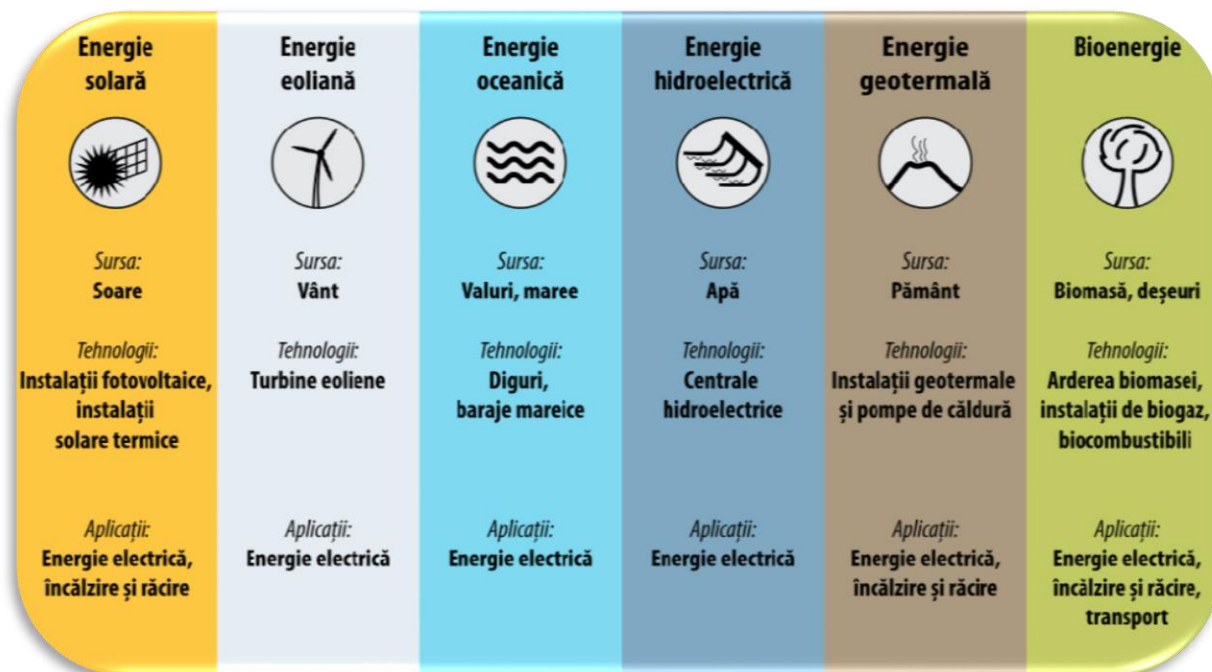 Energie
solară
Sursa:
Soare
Tehnologii:
Instalații fotovoltaice,
instalații
solare termice
Aplicații:
Energie electrică,
încălzire și răcire
Energie
eoliană
Sursa:
Vânt
Tehnologii:
Turbine eoliene
Aplicații:
Energie electrică
Energie
oceanică
Sursa:
Valuri, maree
Tehnologii:
Diguri,
baraje mareice
Aplicații:
Energie electrică
Energie
hidroelectrică
Sursa:
Apă
Tehnologii:
Centrale
hidroelectrice
Aplicații:
Energie electrică
Energie
geotermală
Sursa:
Pământ
Tehnologii:
Instalații geotermale
și pompe de căldură
Aplicații:
Energie electrică,
încălzire și răcire
Bioenergie
Sursa:
Biomasă, deșeuri
Tehnologii:
Arderea biomasei,
instalații de biogaz,
biocombustibili
Aplicații:
Energie electrică,
încălzire și răcire,
transport